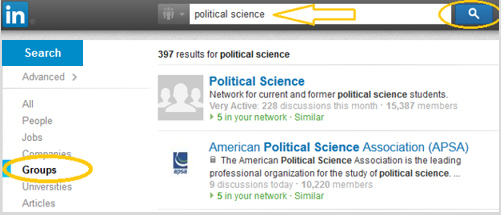 in
political science
Search
397 results for political science
Advanced >
All
People
Jobs
Companies
Groups
Universities
Articles
Political Science
Network for current and former political science students.
Very Active: 228 discussions this month · 15,387 members
5 in your network · Similar
apsa
American Political Science Association (APSA)
The American Political Science Association is the leading
professional organization for the study of political science. ...
9 discussions today · 10,220 members
5 in your network · Similar